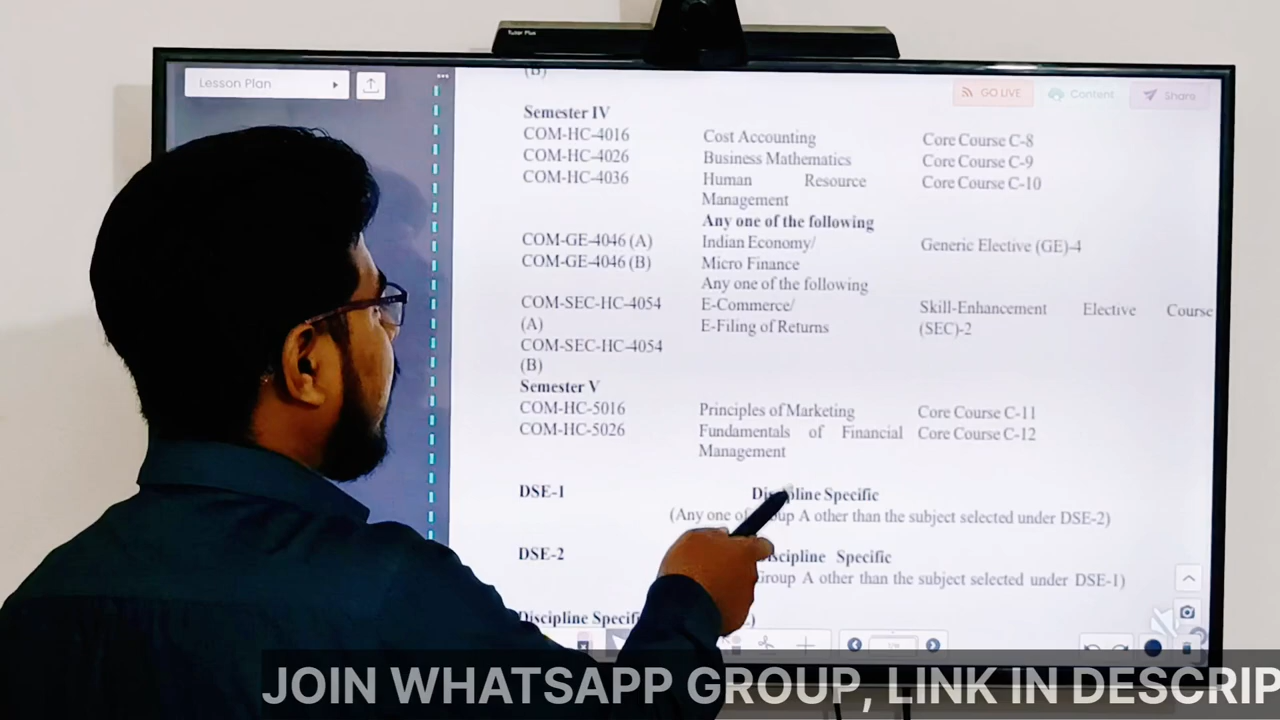 Tutor Plus
Lesson Plan
GO LIVE Content Share
(B)
Semester IV
COM-HC-4016 Cost Accounting Core Course C-8
COM-HC-4026 Business Mathematics Core Course C-9
COM-HC-4036 Human Resource Core Course C-10
Management
Any one of the following
COM-GE-4046 (A) Indian Economy/ Generic Elective (GE)-4
COM-GE-4046 (B) Micro Finance
Any one of the following
COM-SEC-HC-4054 E-Commerce/ Skill-Enhancement Elective Course
(A) E-Filing of Returns (SEC)-2
COM-SEC-HC-4054
(B)
Semester V
COM-HC-5016 Principles of Marketing Core Course C-11
COM-HC-5026 Fundamentals of Financial Core Course C-12
Management
DSE-1 Discipline Specific
(Any one of Group A other than the subject selected under DSE-2)
DSE-2 Discipline Specific
Group A other than the subject selected under DSE-1)
Discipline
JOIN WHATSAPP GROUP, LINK IN DESCRIP